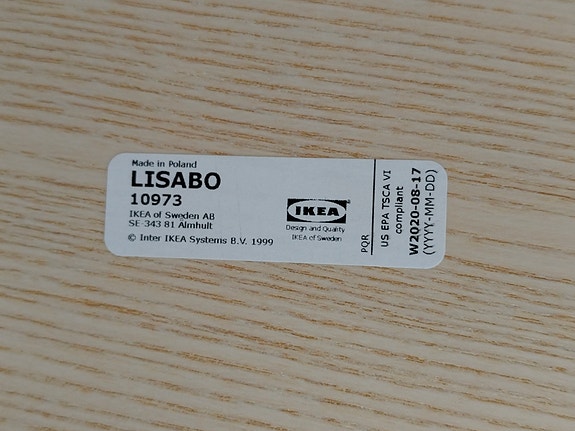 Made in Poland
LISABO
10973
IKEA of Sweden AB
SE-343 81 Älmhult
© Inter IKEA Systems B.V. 1999
IKEA
Design and Quality
IKEA of Sweden
PQR
US EPA TSCA VI
compliant
W2020-08-17
(YYYY-MM-DD)